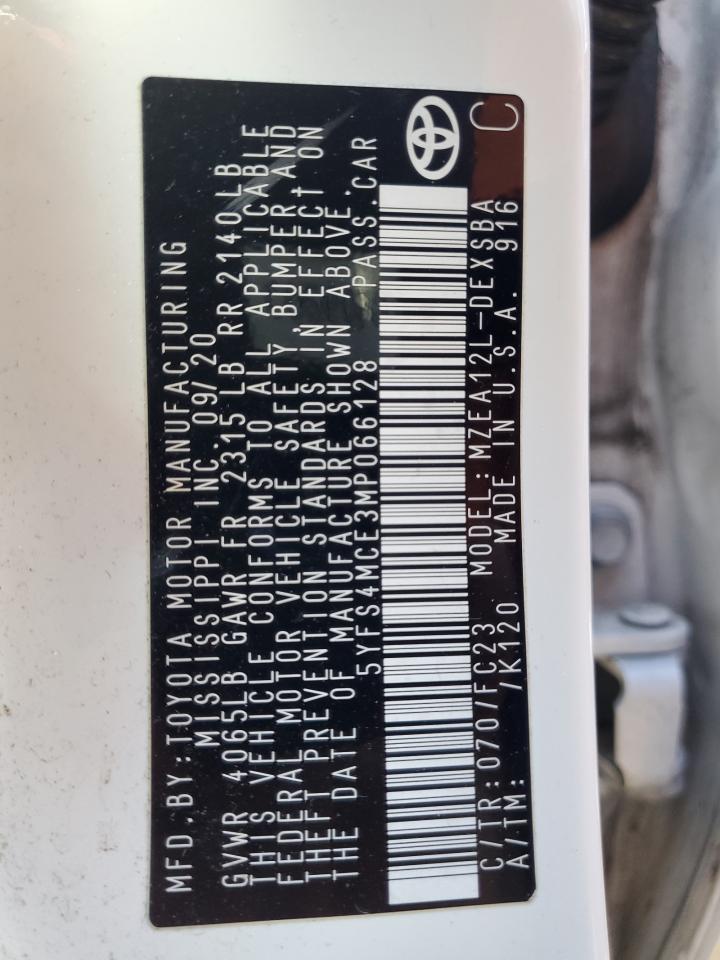 MFD.BY:TOYOTA MOTOR MANUFACTURING
MISSISSIPPI INC. 09/20
GVWR 4065LB GAWR FR 2315LB RR 2140LB
THIS VEHICLE CONFORMS TO ALL APPLICABLE
FEDERAL MOTOR VEHICLE SAFETY,BUMPER AND
THEFT PREVENTION STANDARDS IN EFFECT ON
THE DATE OF MANUFACTURE SHOWN ABOVE.
5YFS4MCE3MP066128 PASS.CAR
C/TR:070/FC23 MODEL:MZEA12L-DEXSBA C
A/TM: /K120 MADE IN U.S.A. 916